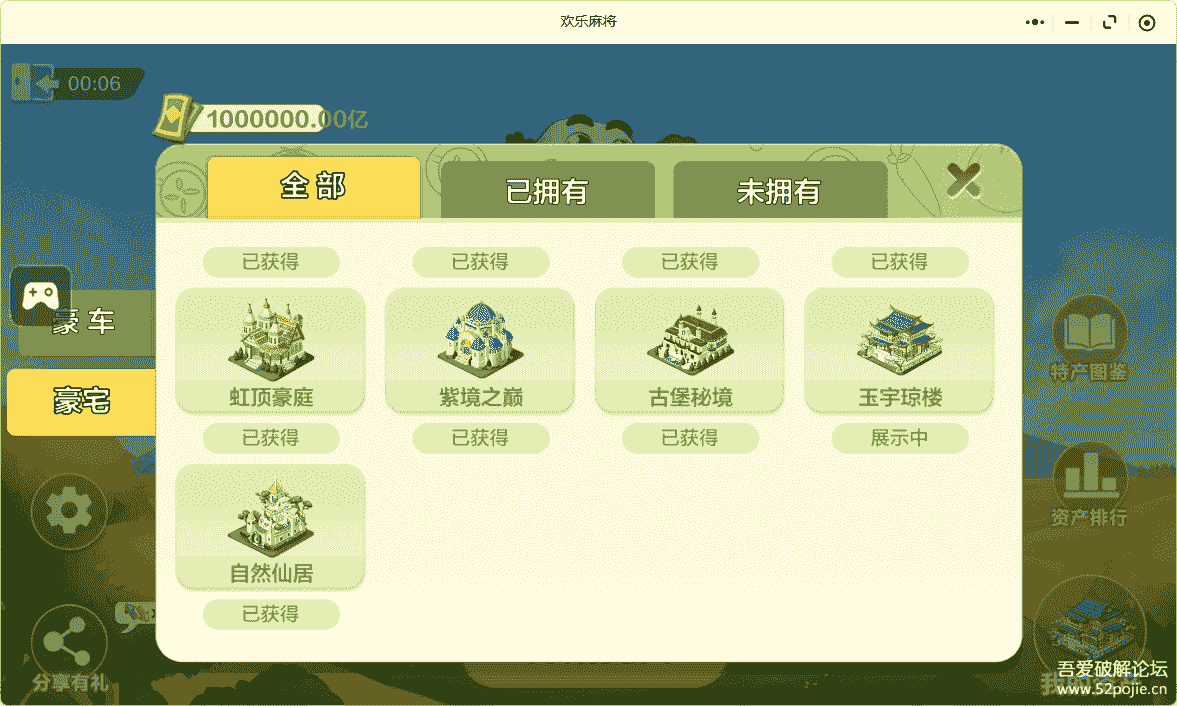 欢乐麻将
00:06
1000000.00亿
全部
已拥有
未拥有
已获得
已获得
已获得
已获得
豪车
豪宅
虹顶豪庭
紫境之巅
古堡秘境
玉宇琼楼
已获得
已获得
已获得
展示中
自然仙居
已获得
特产图鉴
资产排行
分享有礼
吾爱破解论坛
www.52pojie.cn